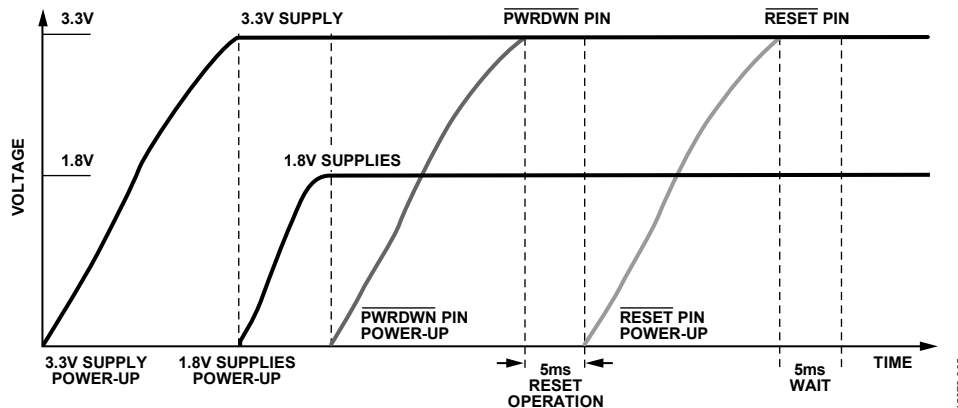 3.3V
3.3V SUPPLY
PWRDWN PIN
RESET PIN
1.8V
1.8V SUPPLIES
VOLTAGE
PWRDWN PIN
POWER-UP
RESET PIN
POWER-UP
3.3V SUPPLY
POWER-UP
1.8V SUPPLIES
POWER-UP
5ms
RESET
OPERATION
5ms
WAIT
TIME